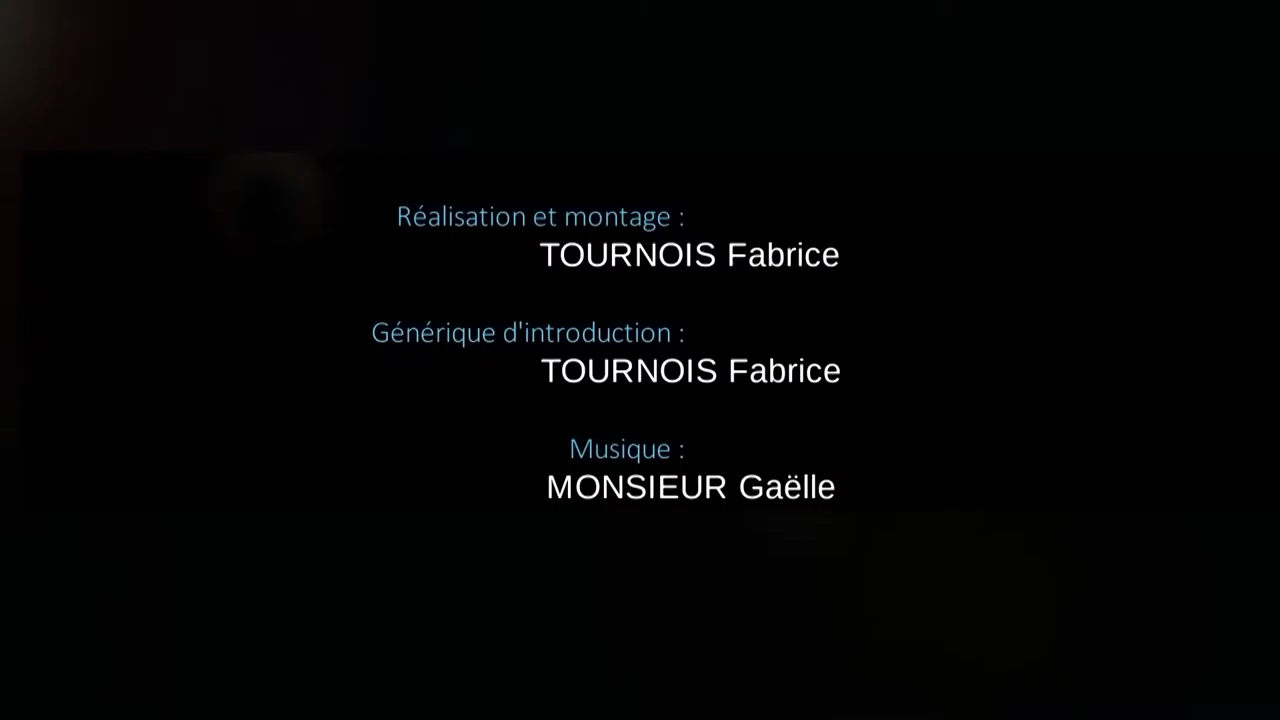 Réalisation et montage :
TOURNOIS Fabrice
Générique d'introduction :
TOURNOIS Fabrice
Musique :
MONSIEUR Gaëlle